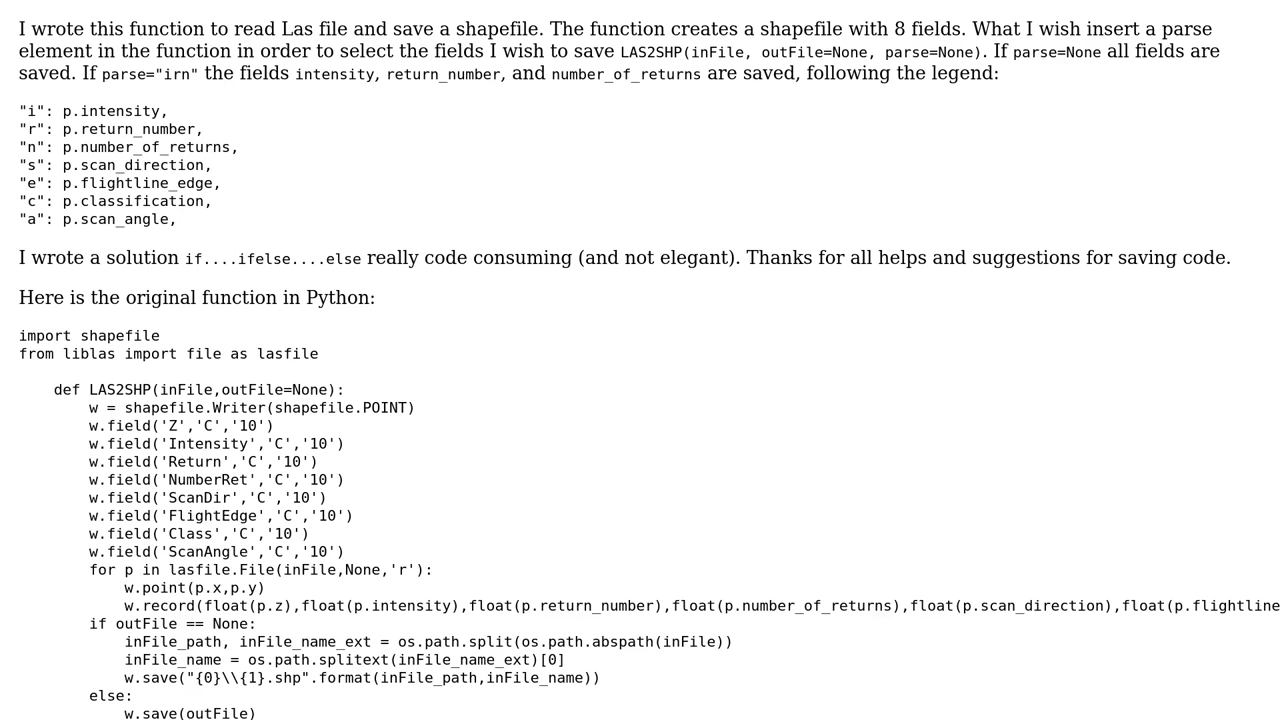 I wrote this function to read Las file and save a shapefile. The function creates a shapefile with 8 fields. What I wish insert a parse
element in the function in order to select the fields I wish to save LAS2SHP(inFile, outFile=None, parse=None). If parse=None all fields are
saved. If parse="irn" the fields intensity, return_number, and number_of_returns are saved, following the legend:
"i": p.intensity,
"r": p.return_number,
"n": p.number_of_returns,
"s": p.scan_direction,
"e": p.flightline_edge,
"c": p.classification,
"a": p.scan_angle,
I wrote a solution if....ifelse....else really code consuming (and not elegant). Thanks for all helps and suggestions for saving code.
Here is the original function in Python:
import shapefile
from liblas import file as lasfile
    def LAS2SHP(inFile,outFile=None):
        w = shapefile.Writer(shapefile.POINT)
        w.field('Z','C','10')
        w.field('Intensity','C','10')
        w.field('Return','C','10')
        w.field('NumberRet','C','10')
        w.field('ScanDir','C','10')
        w.field('FlightEdge','C','10')
        w.field('Class','C','10')
        w.field('ScanAngle','C','10')
        for p in lasfile.File(inFile,None,'r'):
            w.point(p.x,p.y)
            w.record(float(p.z),float(p.intensity),float(p.return_number),float(p.number_of_returns),float(p.scan_direction),float(p.flightline
        if outFile == None:
            inFile_path, inFile_name_ext = os.path.split(os.path.abspath(inFile))
            inFile_name = os.path.splitext(inFile_name_ext)[0]
            w.save("{0}\\{1}.shp".format(inFile_path,inFile_name))
        else:
            w.save(outFile)